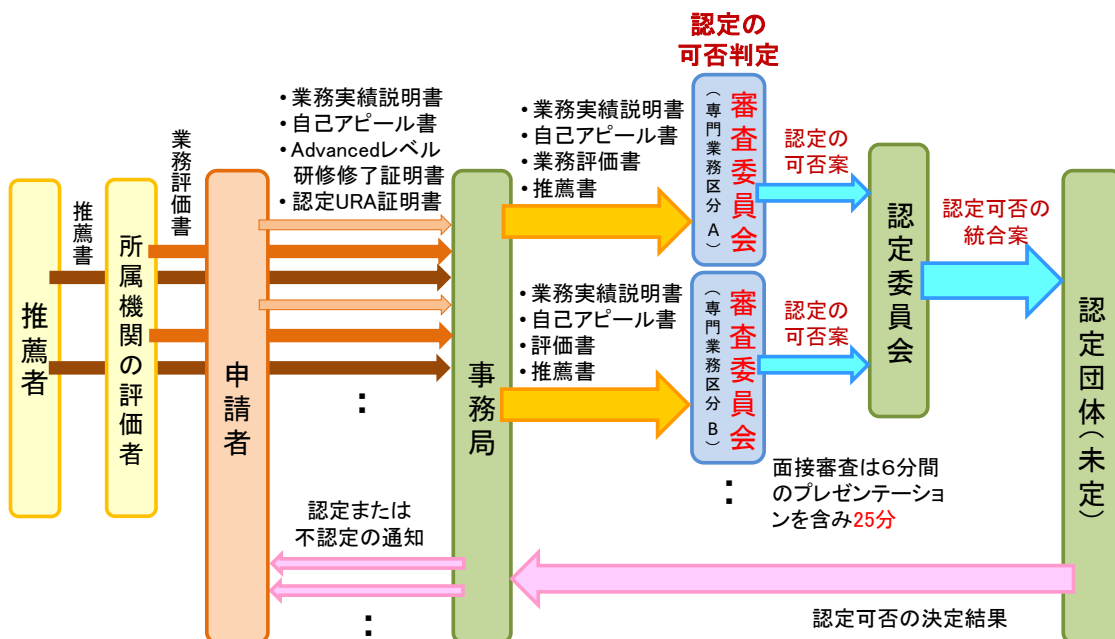 認定の
可否判定
・業務実績説明書
・自己アピール書
・Advancedレベル
研修修了証明書
・認定URA証明書
・業務実績説明書
・自己アピール書
・業務評価書
・推薦書
審査委員会
（専門業務区分 A）
認定の
可否案
業務評価書
推薦書
推薦者
所属機関の評価者
申請者
事務局
認定委員会
認定可否の
統合案
認定団体（未定）
・業務実績説明書
・自己アピール書
・評価書
・推薦書
審査委員会
（専門業務区分 B）
認定の
可否案
：
：
面接審査は6分間
のプレゼンテーショ
ンを含み25分
認定または
不認定の通知
：
認定可否の決定結果